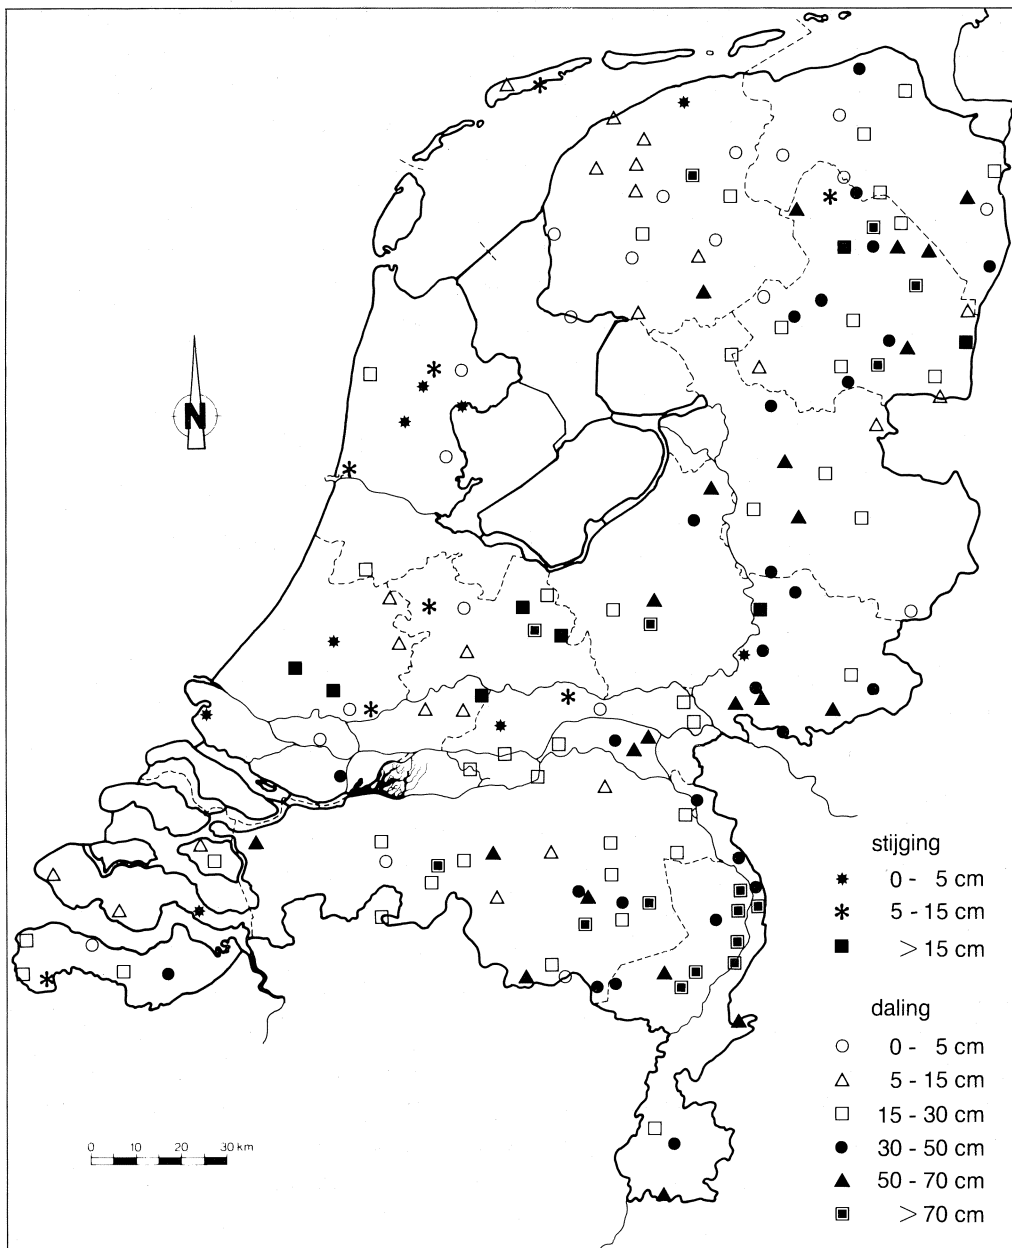 N
stijging
0 - 5 cm
5 - 15 cm
> 15 cm
daling
0 - 5 cm
5 - 15 cm
15 - 30 cm
30 - 50 cm
50 - 70 cm
> 70 cm
0 10 20 30 km